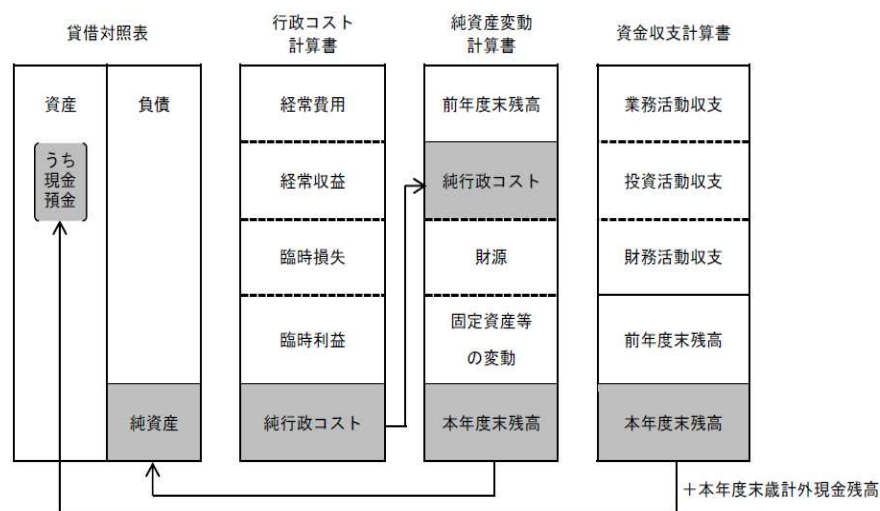 貸借対照表
資産
うち
現金
預金
負債
純資産
行政コスト
計算書
経常費用
経常収益
臨時損失
臨時利益
純行政コスト
純資産変動
計算書
前年度末残高
純行政コスト
財源
固定資産等
の変動
本年度末残高
資金収支計算書
業務活動収支
投資活動収支
財務活動収支
前年度末残高
本年度末残高
＋本年度末歳計外現金残高